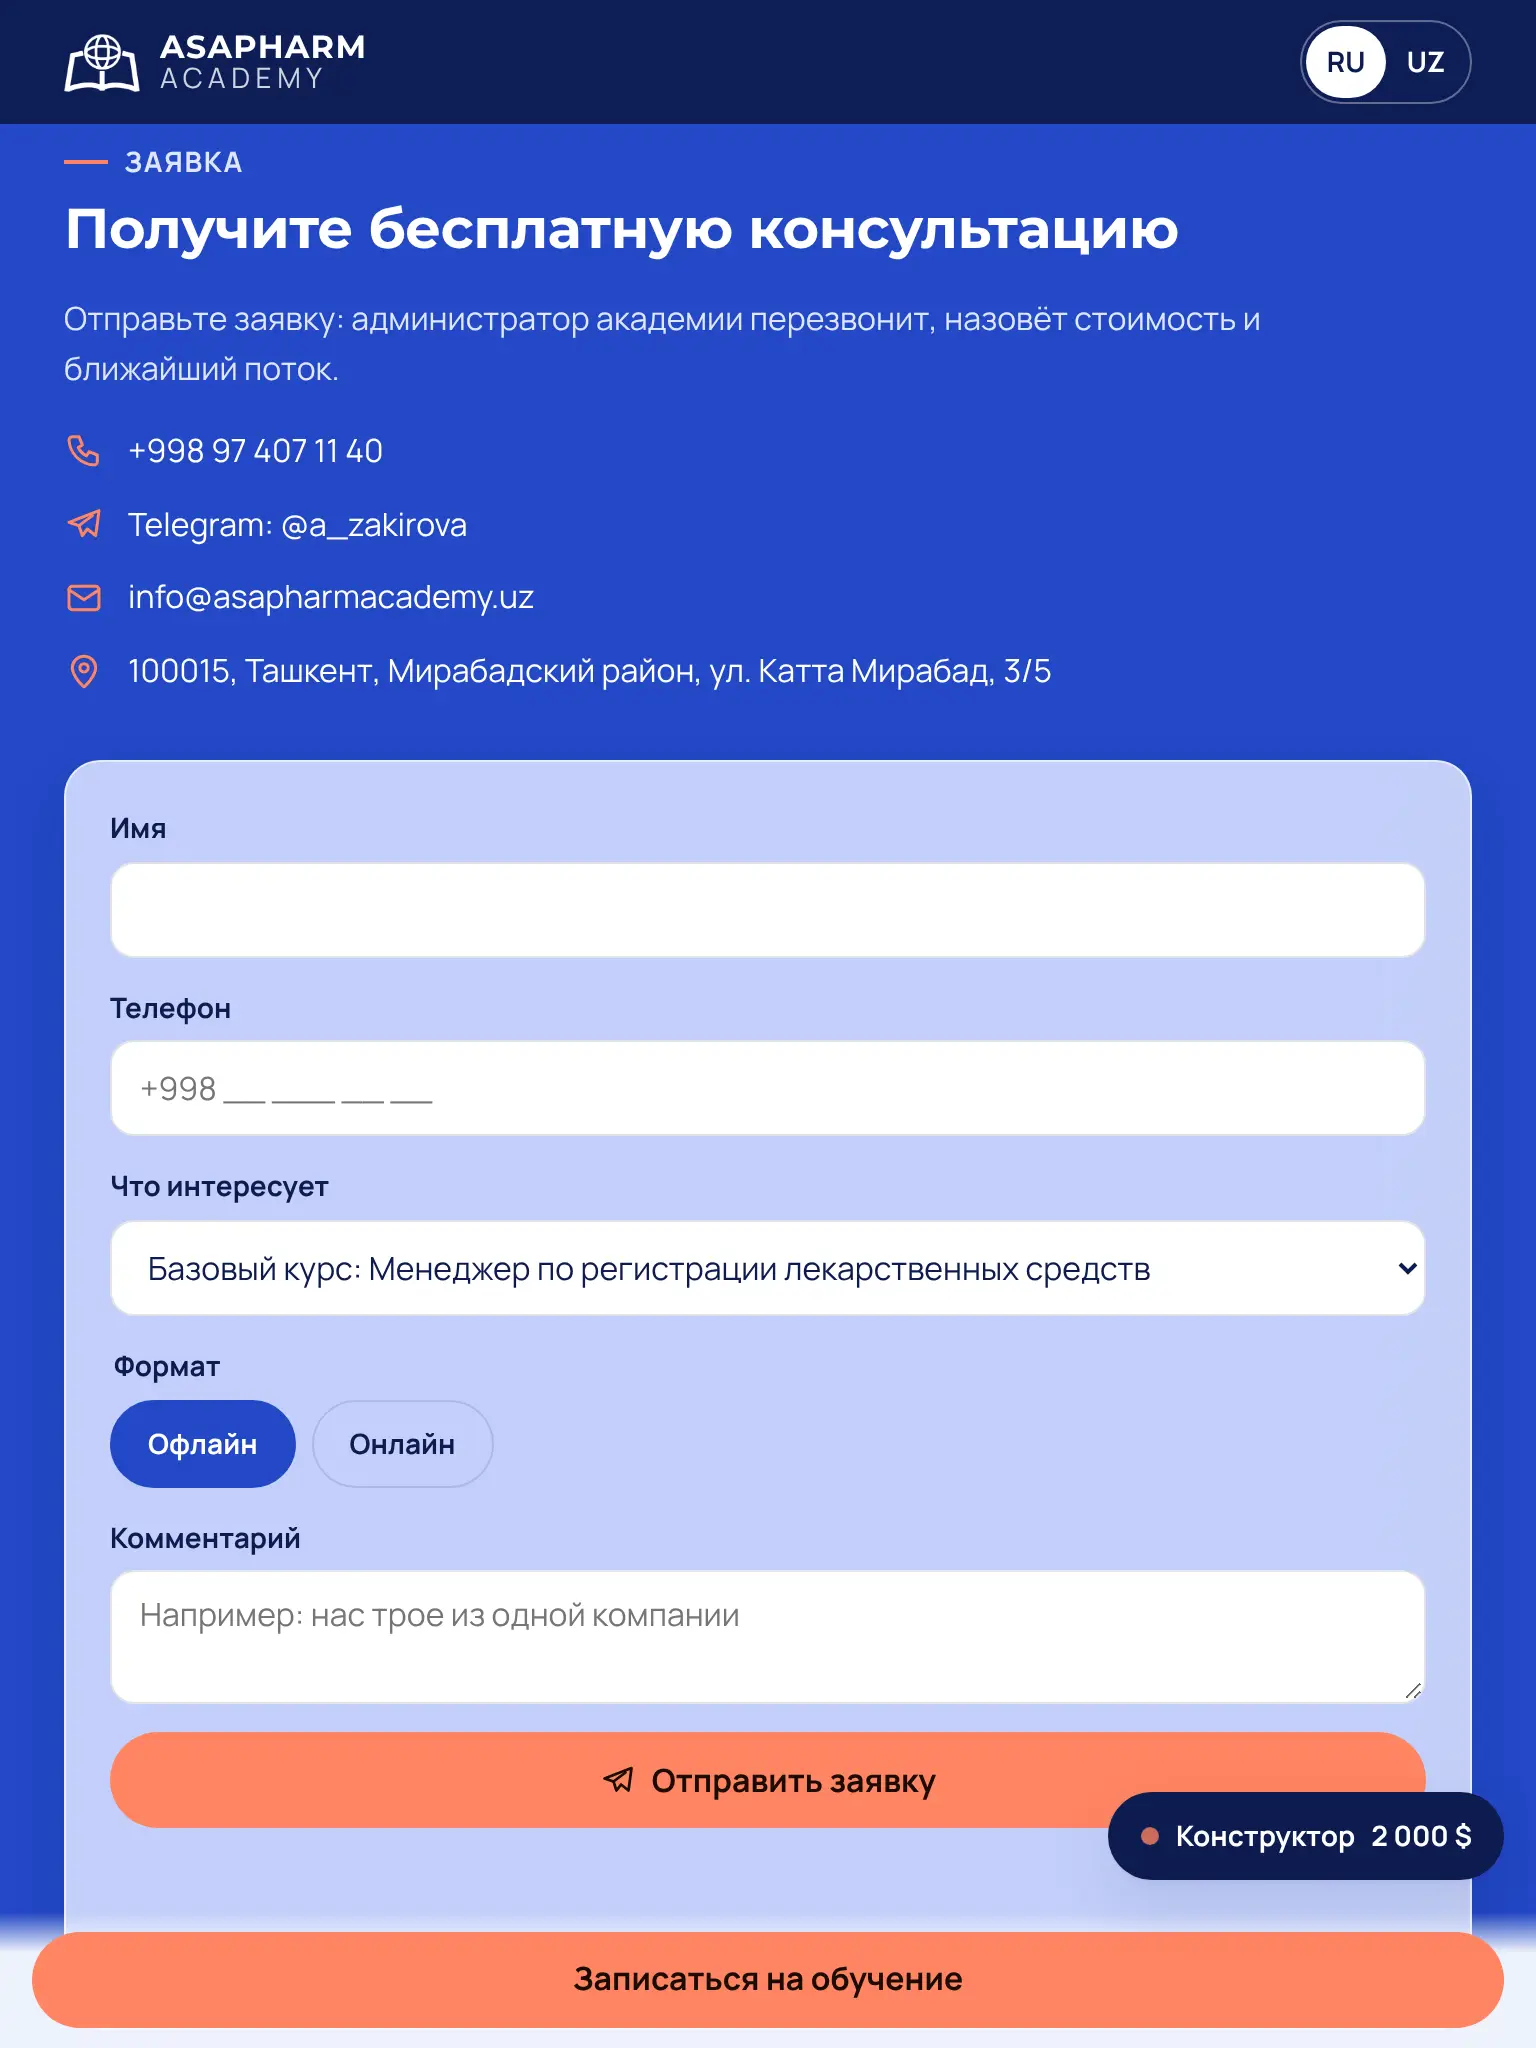 ASAPHARM
ACADEMY
RU UZ
ЗАЯВКА
Получите бесплатную консультацию
Отправьте заявку: администратор академии перезвонит, назовёт стоимость и
ближайший поток.
+998 97 407 11 40
Telegram: @a_zakirova
info@asapharmacademy.uz
100015, Ташкент, Мирабадский район, ул. Катта Мирабад, 3/5
Имя
Телефон
+998 __ ___ __ __
Что интересует
Базовый курс: Менеджер по регистрации лекарственных средств
Формат
Офлайн Онлайн
Комментарий
Например: нас трое из одной компании
Отправить заявку
Конструктор 2 000 $
Записаться на обучение